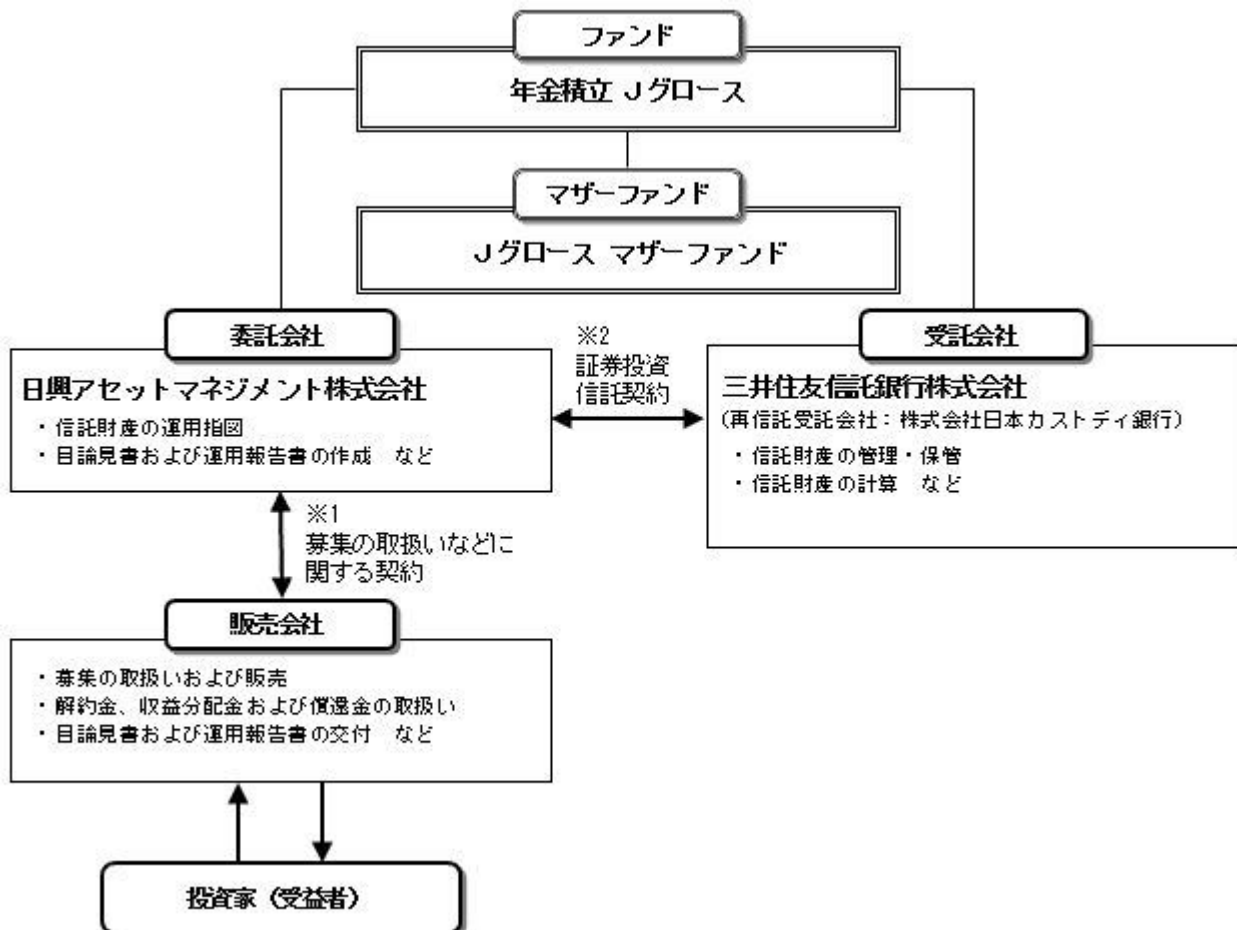 ファンド
年金積立 Jグロース
マザーファンド
Jグロース マザーファンド
委託会社
日興アセットマネジメント株式会社
・信託財産の運用指図
・目論見書および運用報告書の作成 など
※2
証券投資
信託契約
受託会社
三井住友信託銀行株式会社
(再信託受託会社:株式会社日本カストディ銀行)
・信託財産の管理・保管
・信託財産の計算 など
※1
募集の取扱いなどに
関する契約
販売会社
・募集の取扱いおよび販売
・解約金、収益分配金および償還金の取扱い
・目論見書および運用報告書の交付 など
投資家(受益者)